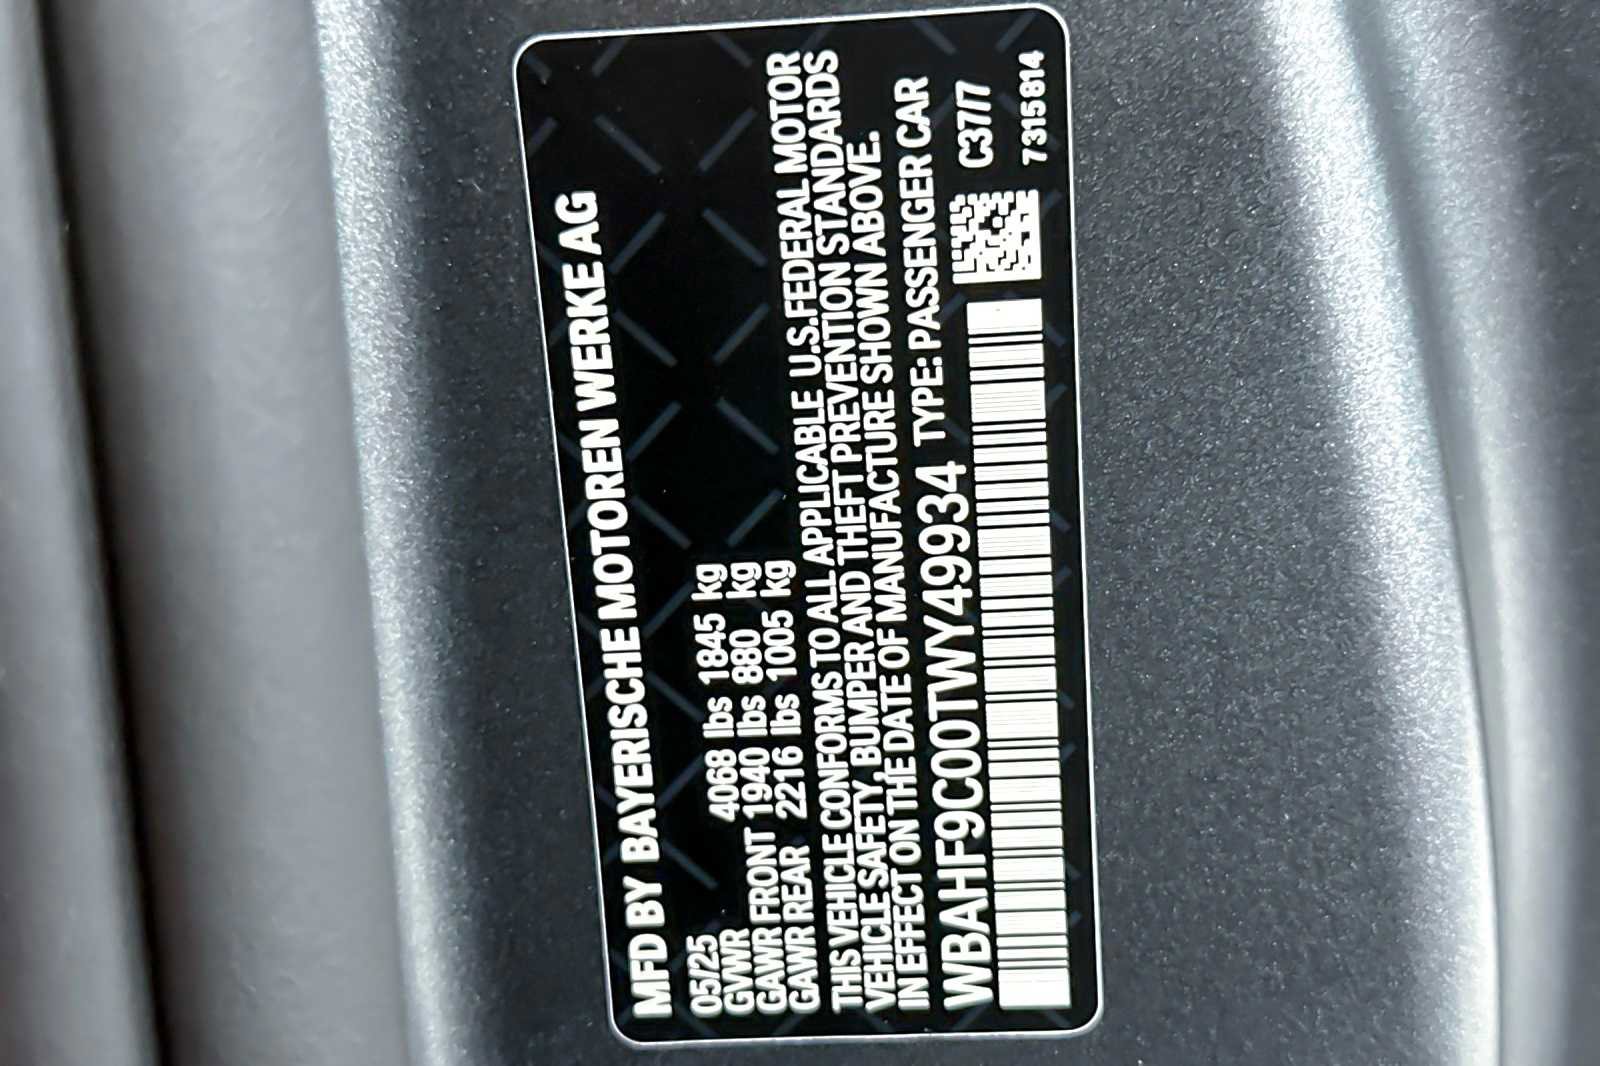 MFD BY BAYERISCHE MOTOREN WERKE AG
05/25
GVWR 4068 lbs 1845 kg
GAWR FRONT 1940 lbs 880 kg
GAWR REAR 2216 lbs 1005 kg
THIS VEHICLE CONFORMS TO ALL APPLICABLE U.S.FEDERAL MOTOR
VEHICLE SAFETY, BUMPER AND THEFT PREVENTION STANDARDS
IN EFFECT ON THE DATE OF MANUFACTURE SHOWN ABOVE.
WBAHF9C00TWY49934 TYPE: PASSENGER CAR
C37/7
7315814